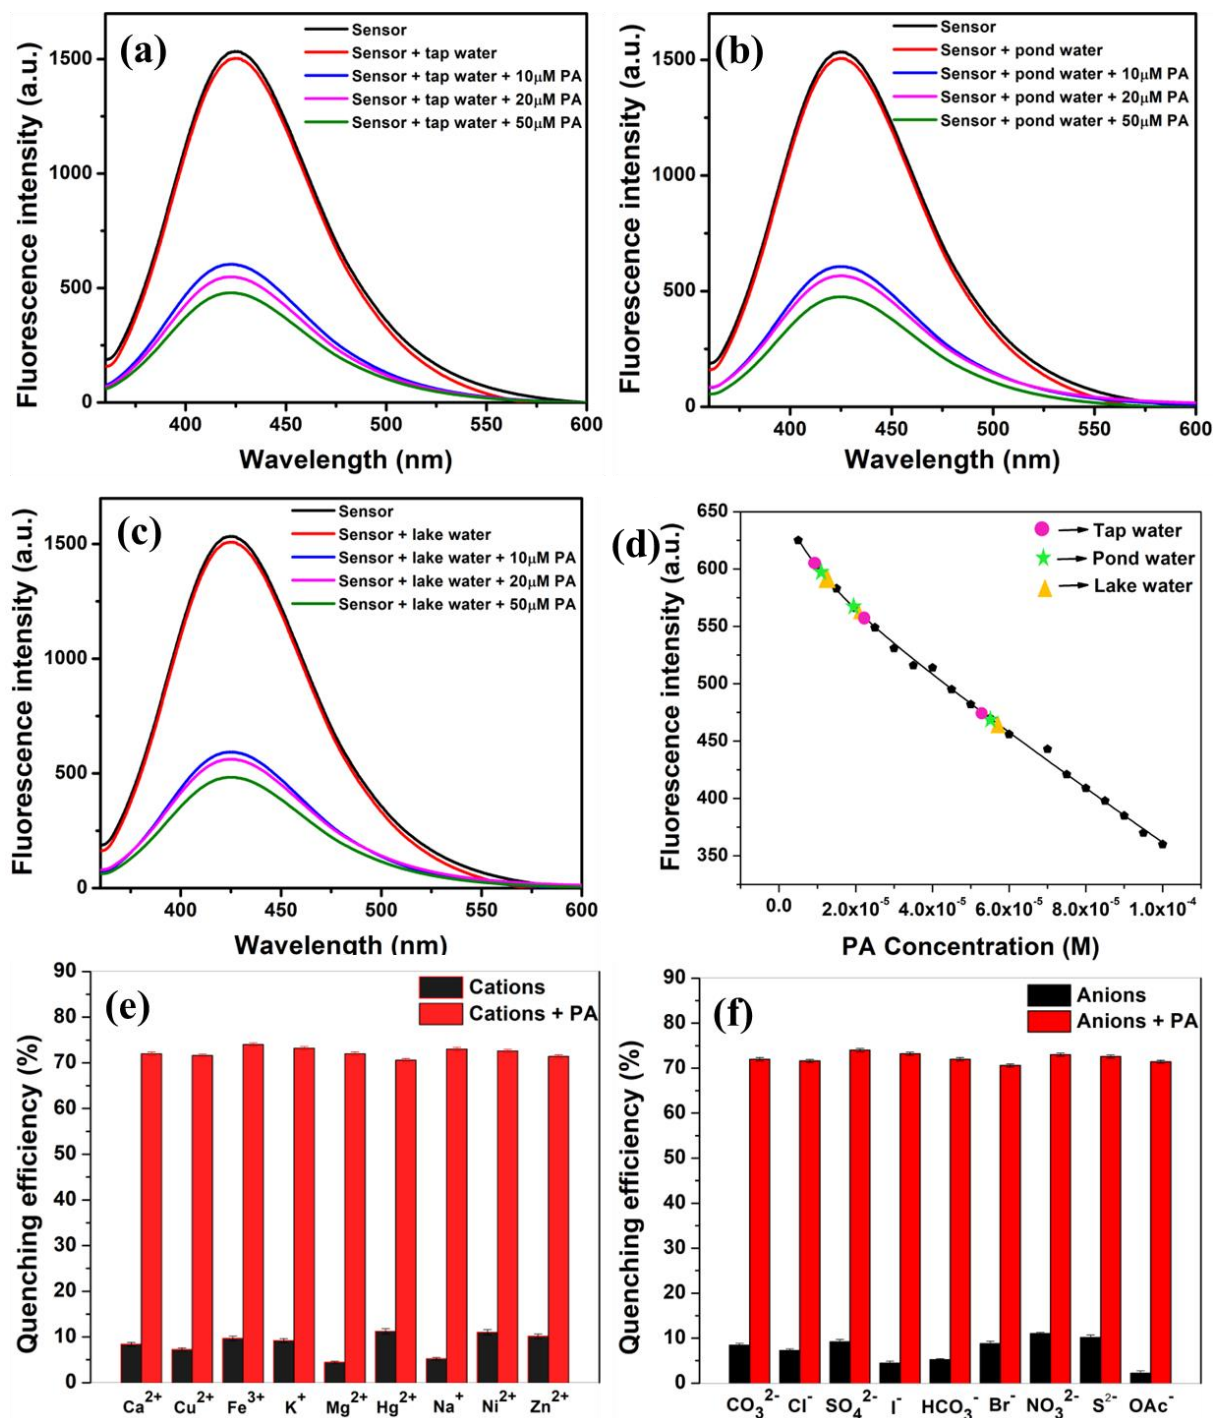 (a)
Sensor
Sensor + tap water
Sensor + tap water + 10μM PA
Sensor + tap water + 20μM PA
Sensor + tap water + 50μM PA
Fluorescence intensity (a.u.)
1500
1000
500
0
400 450 500 550 600
Wavelength (nm)
(b)
Sensor
Sensor + pond water
Sensor + pond water + 10μM PA
Sensor + pond water + 20μM PA
Sensor + pond water + 50μM PA
Fluorescence intensity (a.u.)
1500
1000
500
0
400 450 500 550 600
Wavelength (nm)
(c)
Sensor
Sensor + lake water
Sensor + lake water + 10μM PA
Sensor + lake water + 20μM PA
Sensor + lake water + 50μM PA
Fluorescence intensity (a.u.)
1500
1000
500
0
400 450 500 550 600
Wavelength (nm)
(d)
Tap water
Pond water
Lake water
Fluorescence intensity (a.u.)
650
600
550
500
450
400
350
0.0 2.0x10⁻⁵ 4.0x10⁻⁵ 6.0x10⁻⁵ 8.0x10⁻⁵ 1.0x10⁻⁴
PA Concentration (M)
(e)
Cations
Cations + PA
Quenching efficiency (%)
90
80
70
60
50
40
30
20
10
0
Ca²⁺ Cu²⁺ Fe³⁺ K⁺ Mg²⁺ Hg²⁺ Na⁺ Ni²⁺ Zn²⁺
(f)
Anions
Anions + PA
Quenching efficiency (%)
90
80
70
60
50
40
30
20
10
0
CO₃²⁻ Cl⁻ SO₄²⁻ I⁻ HCO₃⁻ Br⁻ NO₃²⁻ S²⁻ OAc⁻